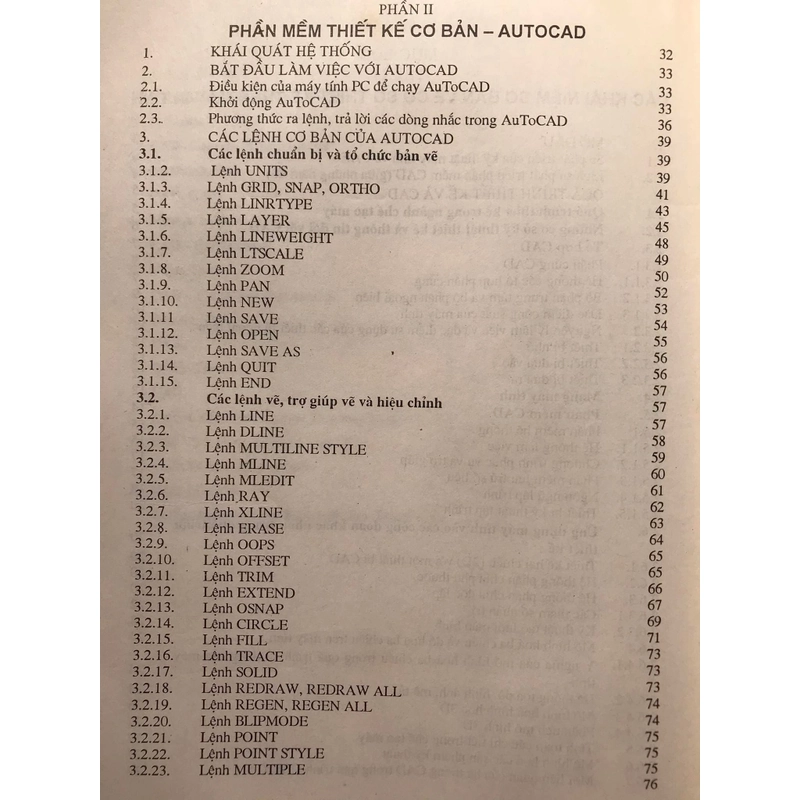 PHẦN II
PHẦN MỀM THIẾT KẾ CƠ BẢN – AUTOCAD
1. KHÁI QUÁT HỆ THỐNG 32
2. BẮT ĐẦU LÀM VIỆC VỚI AUTOCAD 33
2.1. Điều kiện của máy tính PC để chạy AuTOCAD 33
2.2. Khởi động AuTOCAD 33
2.3. Phương thức ra lệnh, trả lời các dòng nhắc trong AuTOCAD 36
3. CÁC LỆNH CƠ BẢN CỦA AUTOCAD 39
3.1. Các lệnh chuẩn bị và tổ chức bản vẽ 39
3.1.2. Lệnh UNITS 39
3.1.3. Lệnh GRID, SNAP, ORTHO 41
3.1.4. Lệnh LINRTYPE 43
3.1.5. Lệnh LAYER 45
3.1.6. Lệnh LINEWEIGHT 48
3.1.7. Lệnh LTSCALE 49
3.1.8. Lệnh ZOOM 50
3.1.9. Lệnh PAN 52
3.1.10. Lệnh NEW 53
3.1.11 Lệnh SAVE 54
3.1.12. Lệnh OPEN 55
3.1.13. Lệnh SAVE AS 56
3.1.14. Lệnh QUIT 56
3.1.15. Lệnh END 57
3.2. Các lệnh vẽ, trợ giúp vẽ và hiệu chỉnh 57
3.2.1. Lệnh LINE 57
3.2.2. Lệnh DLINE 58
3.2.3. Lệnh MULTILINE STYLE 59
3.2.4. Lệnh MLINE 60
3.2.5. Lệnh MLEDIT 61
3.2.6. Lệnh RAY 62
3.2.7. Lệnh XLINE 63
3.2.8. Lệnh ERASE 64
3.2.9. Lệnh OOPS 65
3.2.10. Lệnh OFFSET 65
3.2.11. Lệnh TRIM 66
3.2.12. Lệnh EXTEND 67
3.2.13. Lệnh OSNAP 69
3.2.14. Lệnh CIRCLE 71
3.2.15. Lệnh FILL 73
3.2.16. Lệnh TRACE 73
3.2.17. Lệnh SOLID 73
3.2.18. Lệnh REDRAW, REDRAW ALL 74
3.2.19. Lệnh REGEN, REGEN ALL 74
3.2.20. Lệnh BLIPMODE 75
3.2.21. Lệnh POINT 75
3.2.22. Lệnh POINT STYLE 75
3.2.23. Lệnh MULTIPLE 76